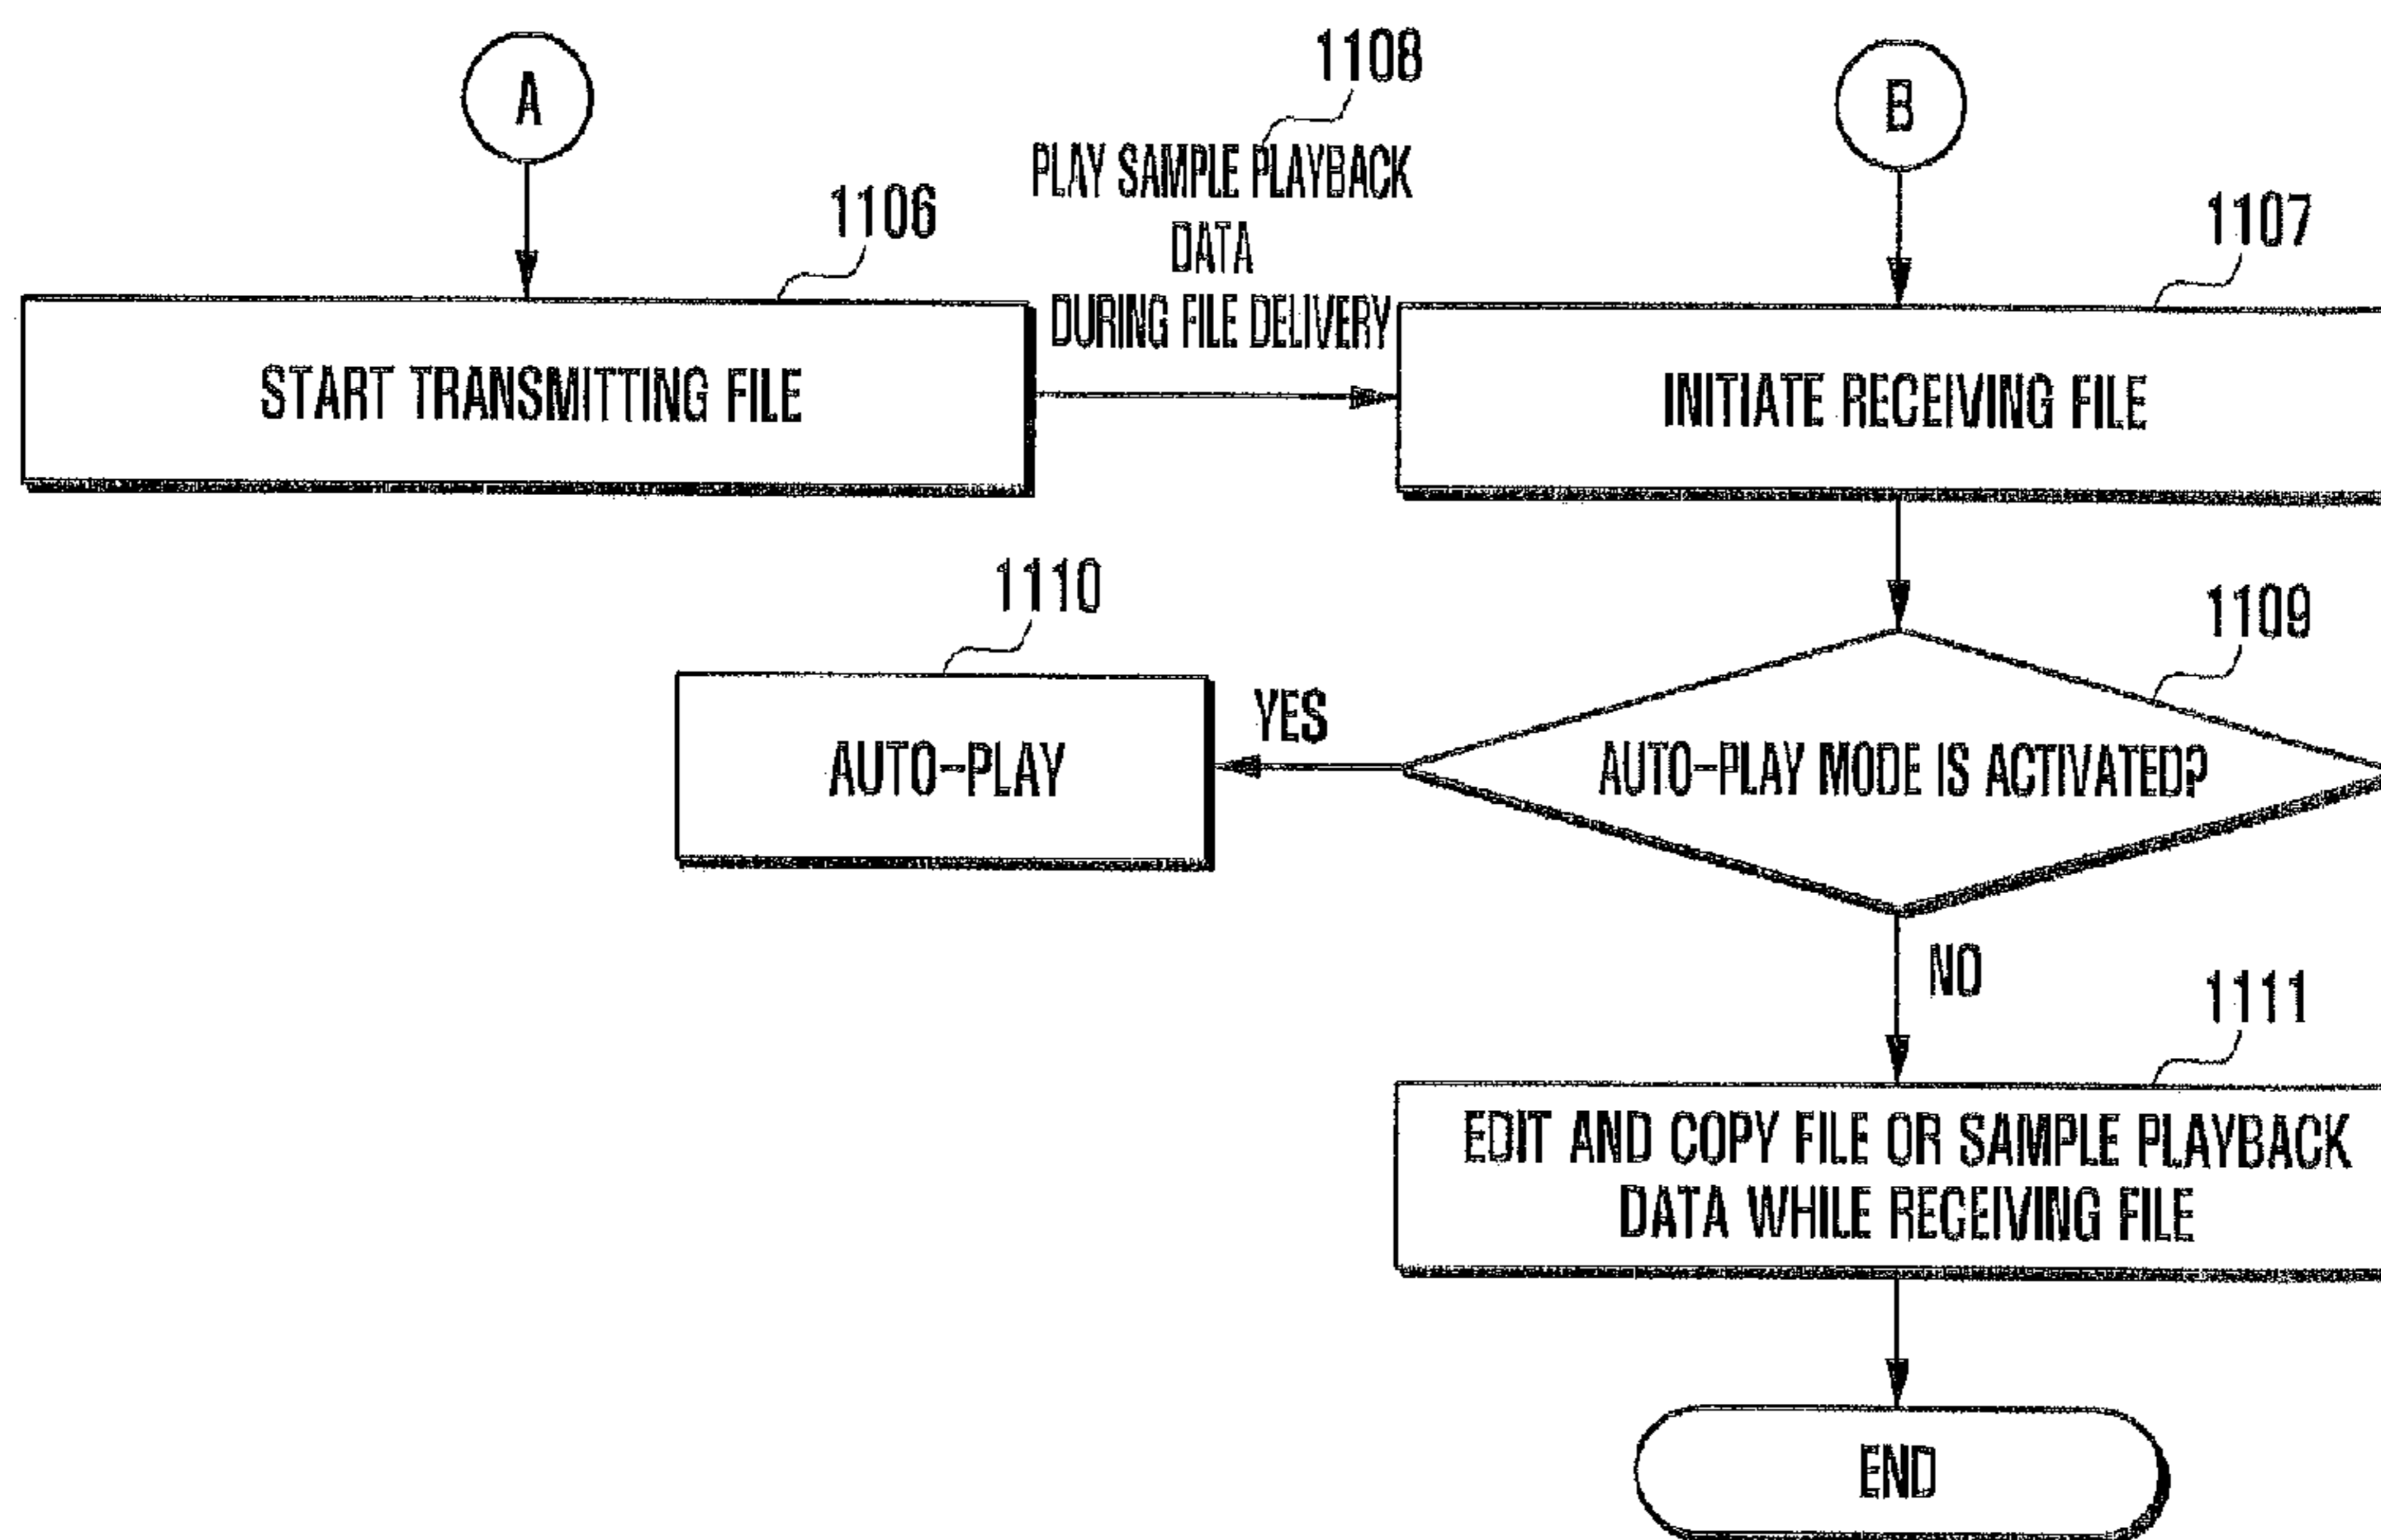 A
1108
B
PLAY SAMPLE PLAYBACK
DATA
DURING FILE DELIVERY
1106
1107
START TRANSMITTING FILE
INITIATE RECEIVING FILE
1110
1109
AUTO-PLAY
YES
AUTO-PLAY MODE IS ACTIVATED?
NO
1111
EDIT AND COPY FILE OR SAMPLE PLAYBACK
DATA WHILE RECEIVING FILE
END